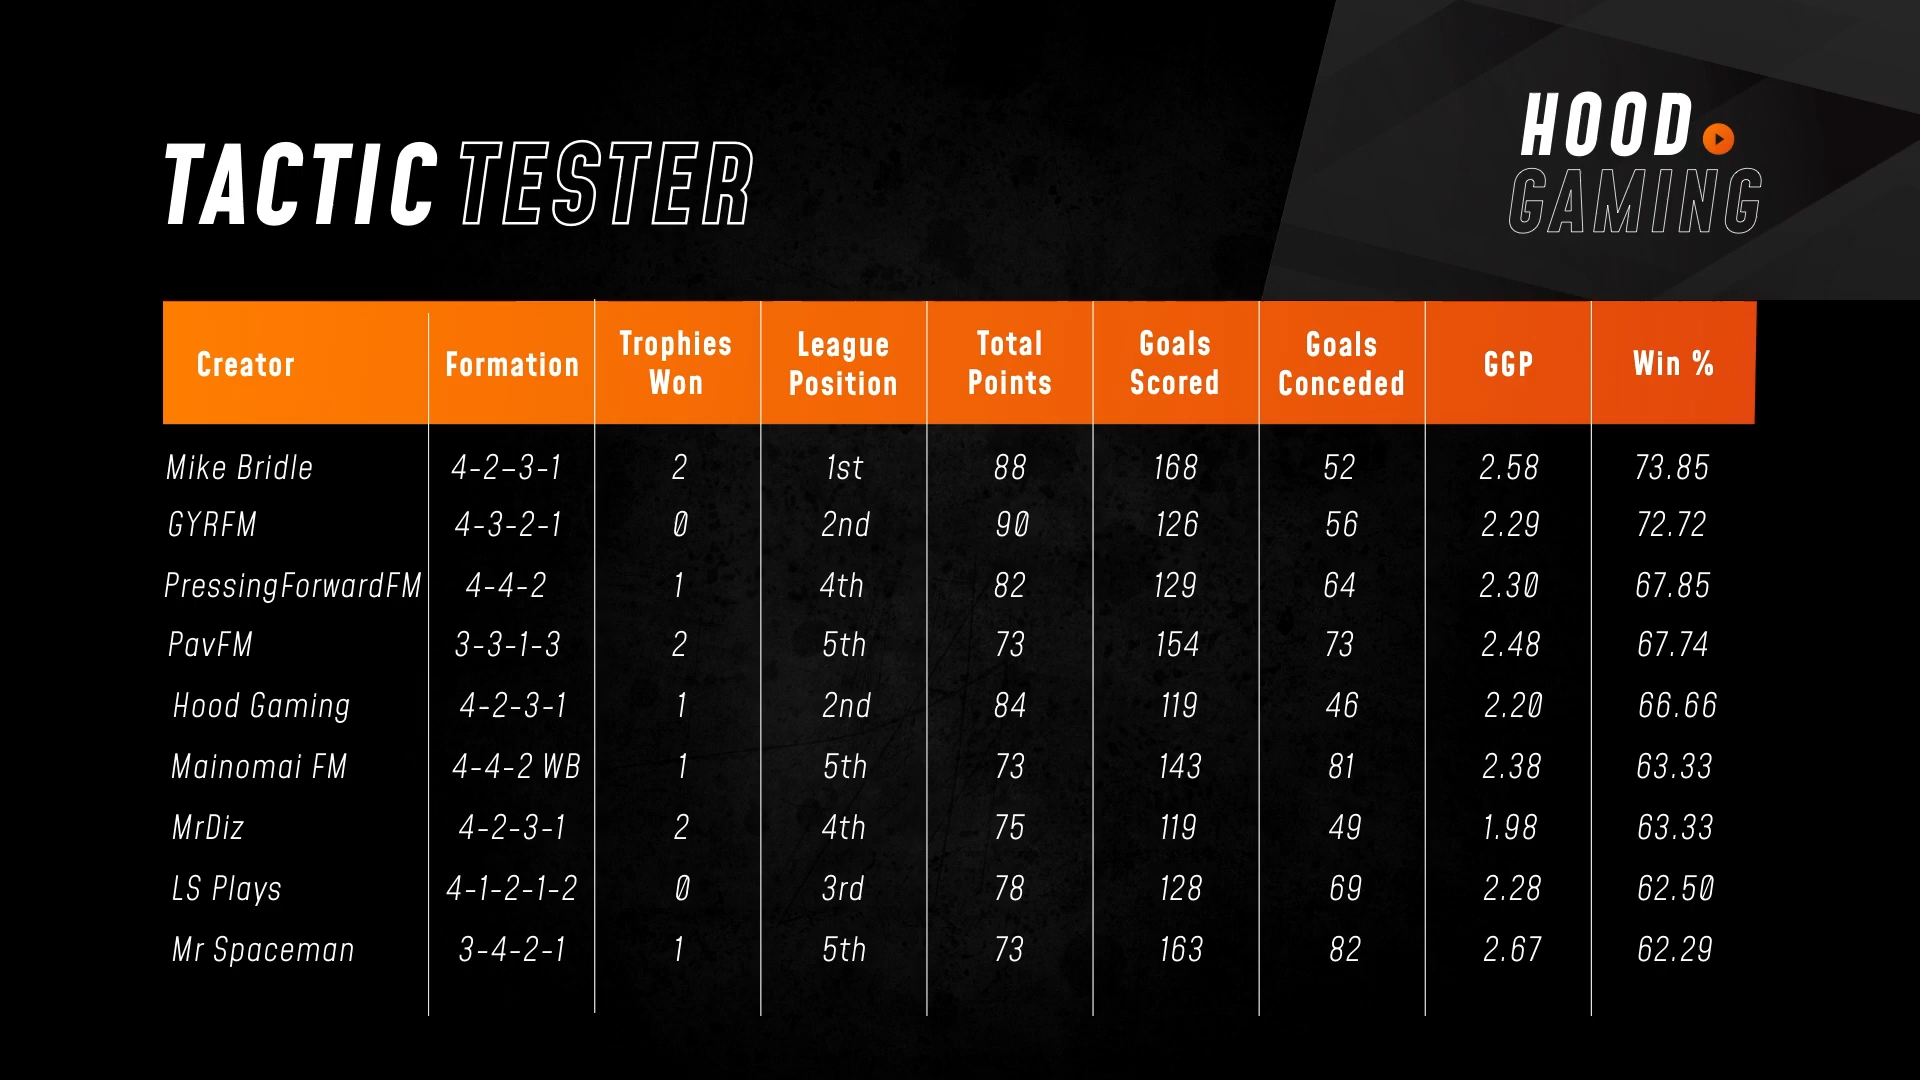 TACTIC TESTER
HOOD
GAMING
Creator Formation Trophies Won League Position Total Points Goals Scored Goals Conceded GGP Win %
Mike Bridle 4-2-3-1 2 1st 88 168 52 2.58 73.85
GYRFM 4-3-2-1 0 2nd 90 126 56 2.29 72.72
PressingForwardFM 4-4-2 1 4th 82 129 64 2.30 67.85
PavFM 3-3-1-3 2 5th 73 154 73 2.48 67.74
Hood Gaming 4-2-3-1 1 2nd 84 119 46 2.20 66.66
Mainomai FM 4-4-2 WB 1 5th 73 143 81 2.38 63.33
MrDiz 4-2-3-1 2 4th 75 119 49 1.98 63.33
LS Plays 4-1-2-1-2 0 3rd 78 128 69 2.28 62.50
Mr Spaceman 3-4-2-1 1 5th 73 163 82 2.67 62.29